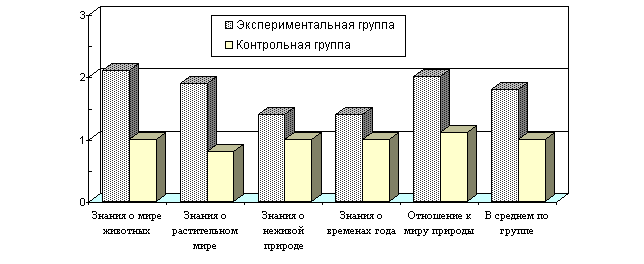 3
Экспериментальная группа
Контрольная группа
2
1
0
Знания о мире
животных
Знания о
растительном
мире
Знания о
неживой
природе
Знания о
временах года
Отношение к
миру природы
В среднем по
группе